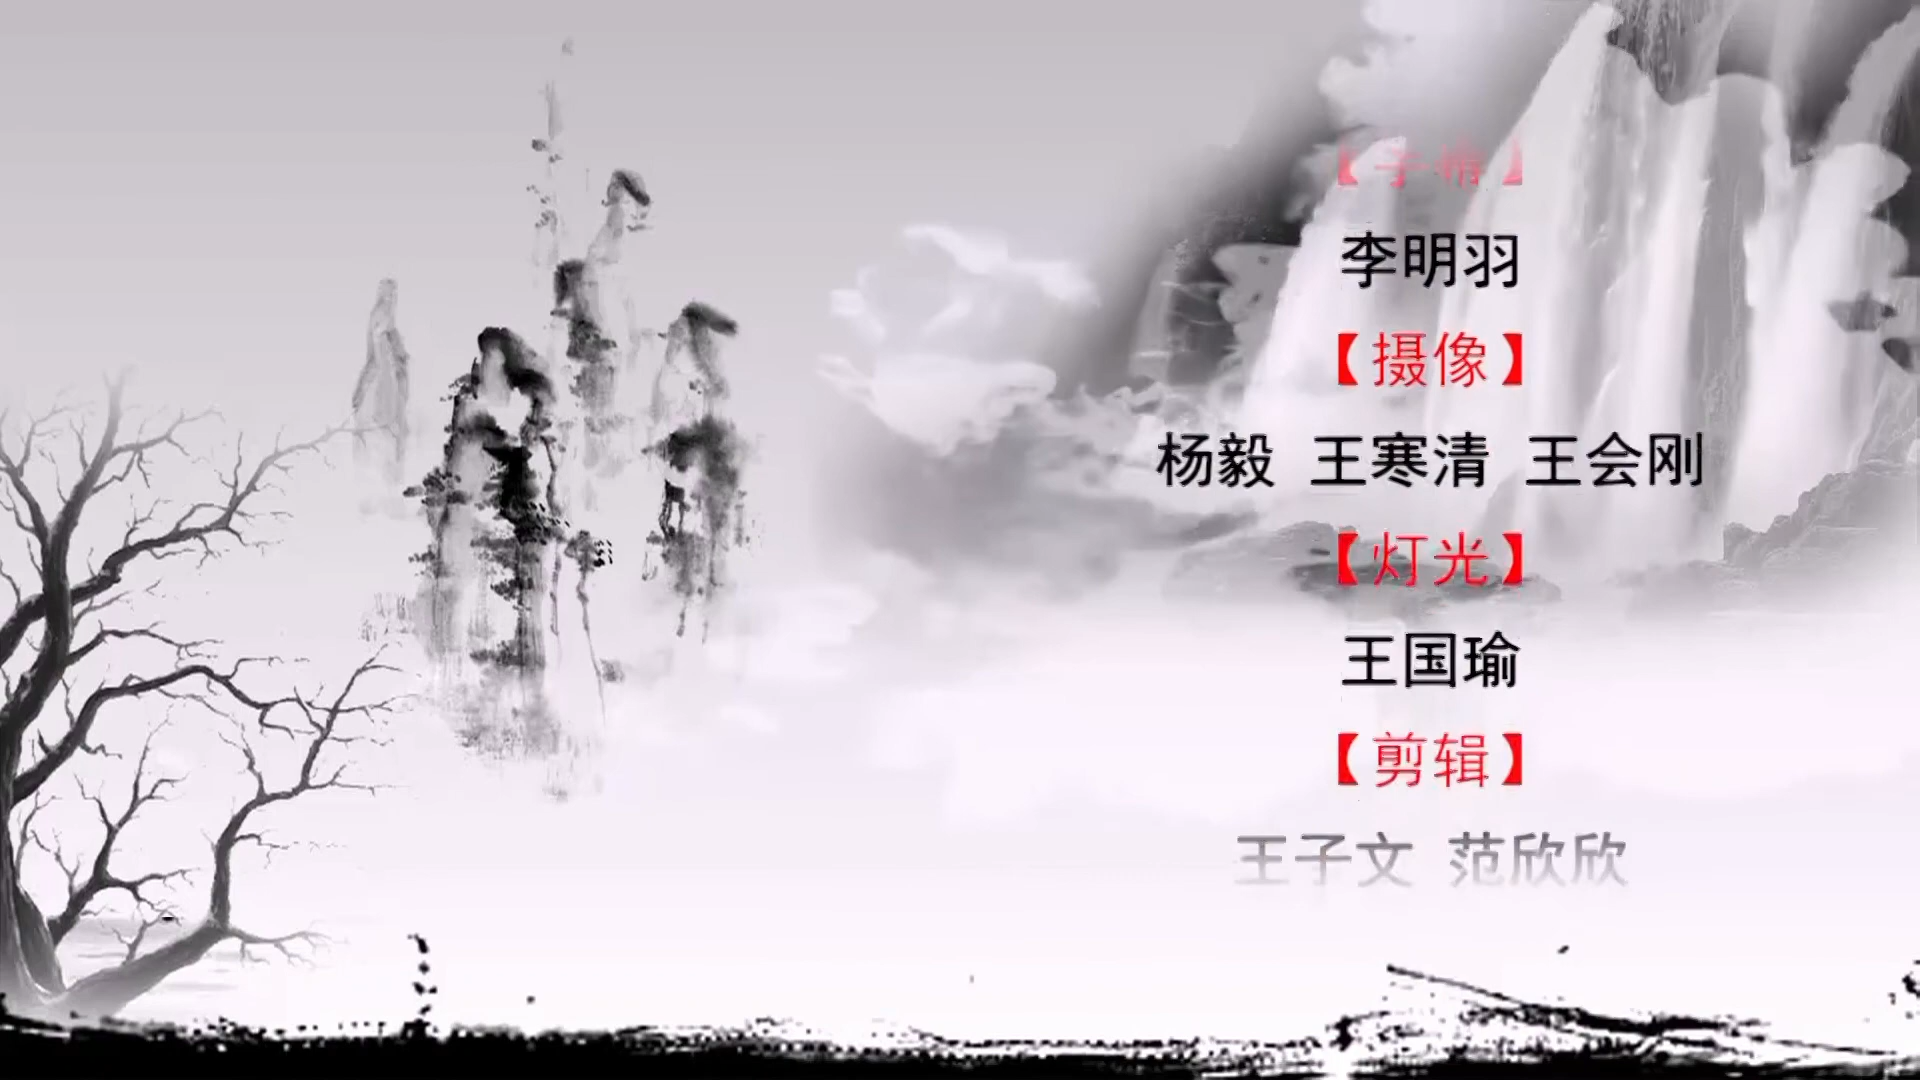 李明羽
【摄像】
杨毅 王寒清 王会刚
【灯光】
王国瑜
【剪辑】
王子文 范欣欣